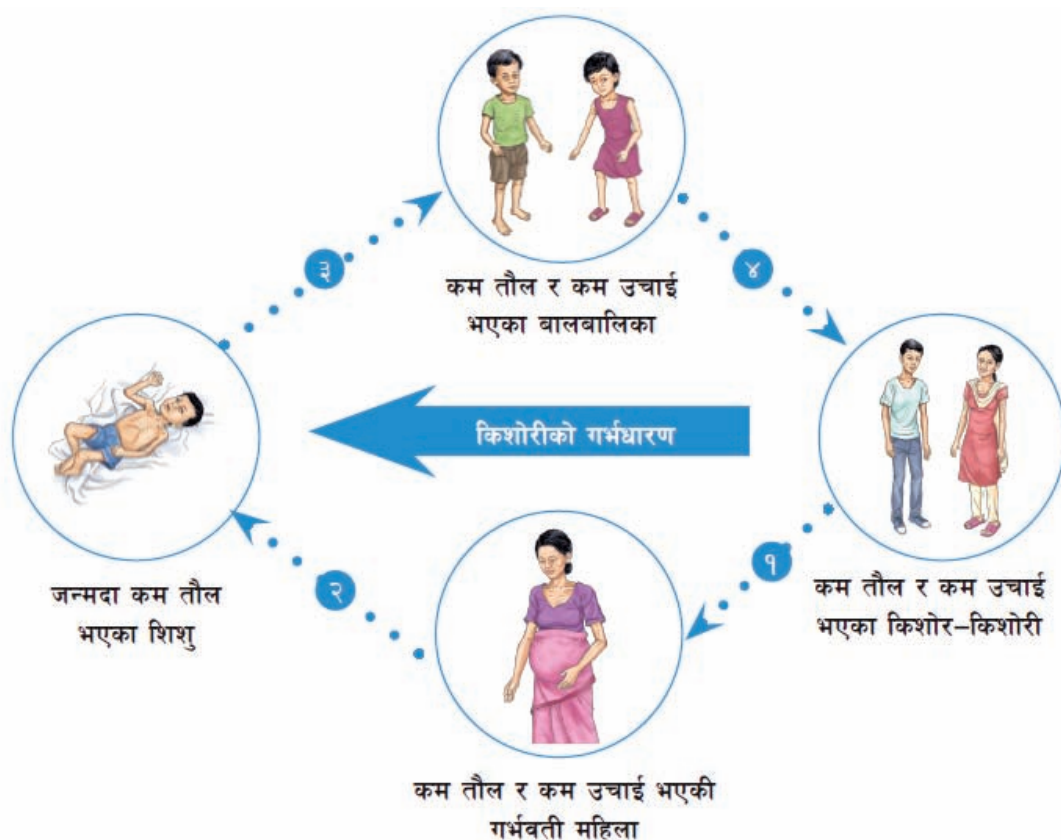 ३
४
कम तौल र कम उचाई
भएका बालबालिका
किशोरीको गर्भधारण
जन्मदा कम तौल
भएका शिशु
२
१
कम तौल र कम उचाई
भएका किशोर–किशोरी
कम तौल र कम उचाई भएकी
गर्भवती महिला